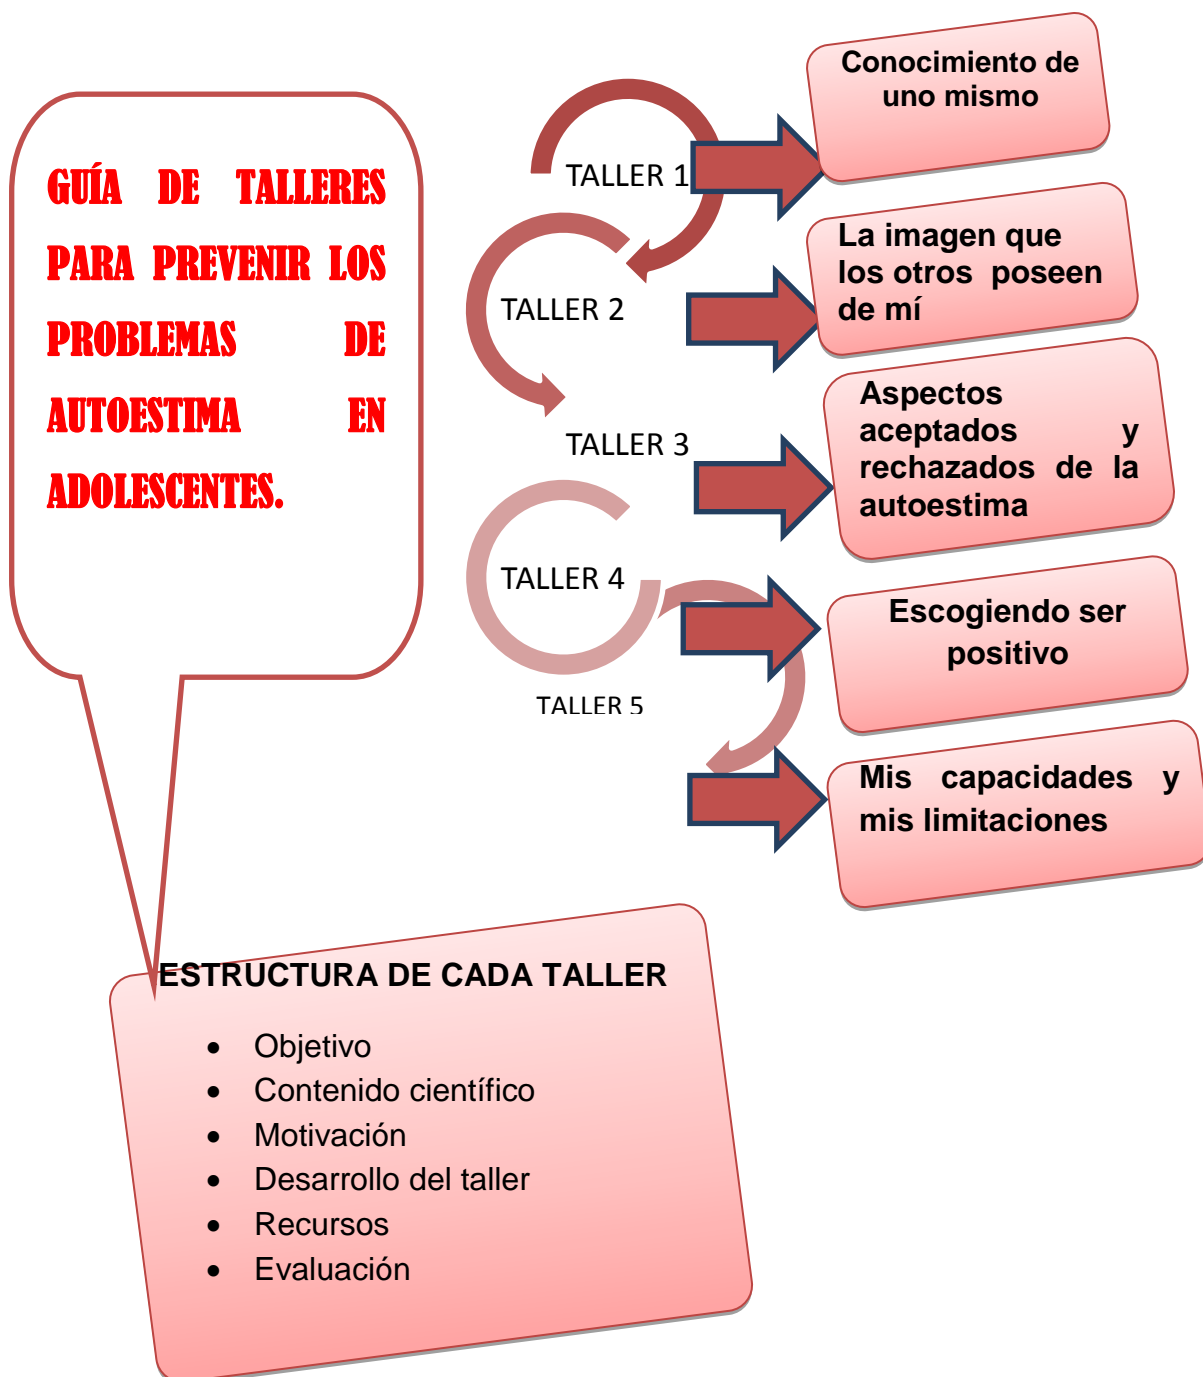 GUÍA DE TALLERES
PARA PREVENIR LOS
PROBLEMAS DE
AUTOESTIMA EN
ADOLESCENTES.
TALLER 1
Conocimiento de
uno mismo
TALLER 2
La imagen que
los otros poseen
de mí
TALLER 3
Aspectos
aceptados y
rechazados de la
autoestima
TALLER 4
Escogiendo ser
positivo
TALLER 5
Mis capacidades y
mis limitaciones
ESTRUCTURA DE CADA TALLER
• Objetivo
• Contenido científico
• Motivación
• Desarrollo del taller
• Recursos
• Evaluación